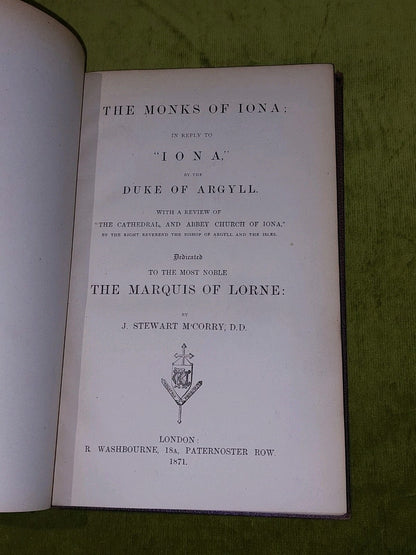 THE MONKS OF IONA;
IN REPLY TO
"IONA,"
BY THE
DUKE OF ARGYLL.
WITH A REVIEW OF
"THE CATHEDRAL, AND ABBEY CHURCH OF IONA,"
BY THE RIGHT REVEREND THE BISHOP OF ARGYLL AND THE ISLES.
Dedicated
TO THE MOST NOBLE
THE MARQUIS OF LORNE:
BY
J. STEWART M'CORRY, D.D.
LONDON:
R. WASHBOURNE, 18A, PATERNOSTER ROW.
1871.